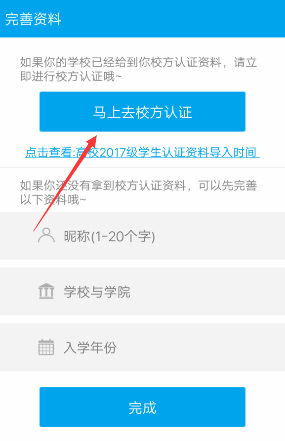 完善资料
如果你的学校已经给到你校方认证资料，请立
即进行校方认证哦~
马上去校方认证
点击查看:高校2017级学生认证资料导入时间
如果你还没有拿到校方认证资料，可以先完善
以下资料哦~
昵称(1~20个字)
学校与学院
入学年份
完成